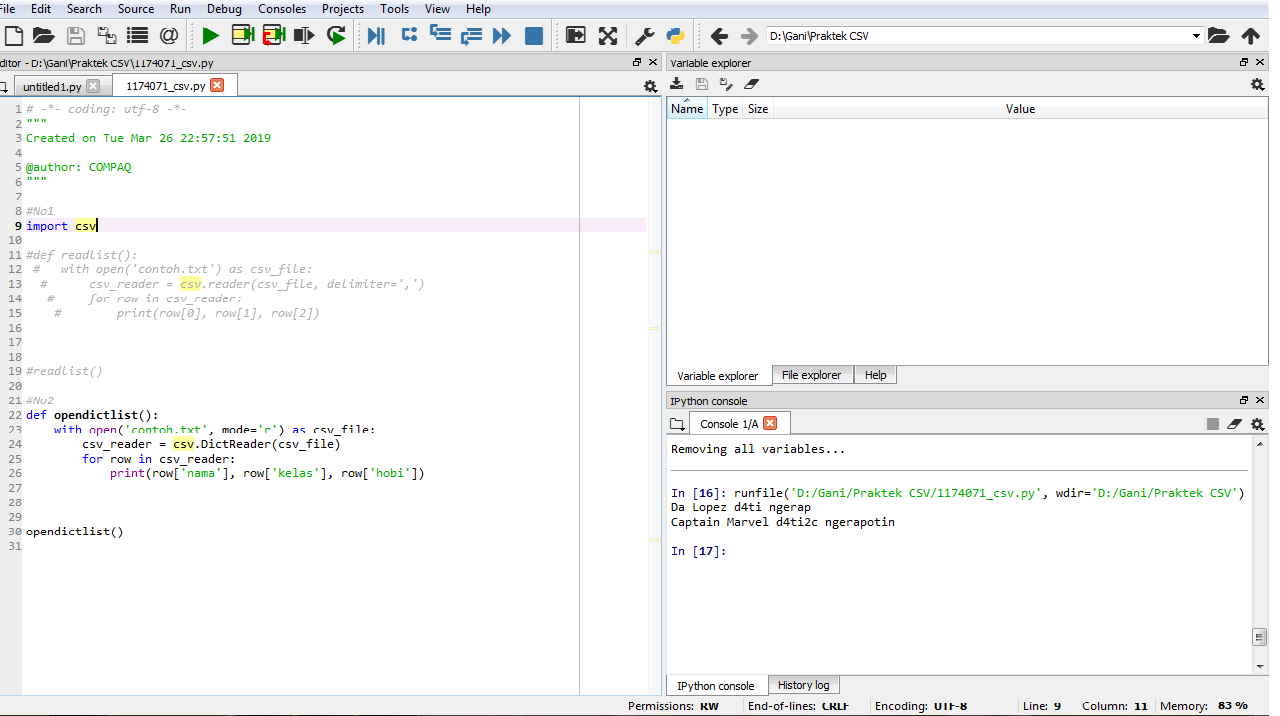 File Edit Search Source Run Debug Consoles Projects Tools View Help
D:\Gani\Praktek CSV
ditor - D:\Gani\Praktek CSV\1174071_csv.py
untitled1.py 1174071_csv.py
1 # -*- coding: utf-8 -*-
2 """
3 Created on Tue Mar 26 22:57:51 2019
4
5 @author: COMPAQ
6 """
7
8 #No1
9 import csv
10
11 #def readlist():
12 #   with open('contoh.txt') as csv_file:
13 #      csv_reader = csv.reader(csv_file, delimiter=',')
14 #      for row in csv_reader:
15 #        print(row[0], row[1], row[2])
16
17
18
19 #readlist()
20
21 #No2
22 def opendictlist():
23     with open('contoh.txt', mode='r') as csv_file:
24         csv_reader = csv.DictReader(csv_file)
25         for row in csv_reader:
26             print(row['nama'], row['kelas'], row['hobi'])
27
28
29
30 opendictlist()
31
Variable explorer
Name Type Size Value
Variable explorer File explorer Help
IPython console
Console 1/A
Removing all variables...
In [16]: runfile('D:/Gani/Praktek CSV/1174071_csv.py', wdir='D:/Gani/Praktek CSV')
Da Lopez d4ti ngerap
Captain Marvel d4ti2c ngerapotin
In [17]:
IPython console History log
Permissions: RW End-of-lines: CRLF Encoding: UTF-8 Line: 9 Column: 11 Memory: 83 %